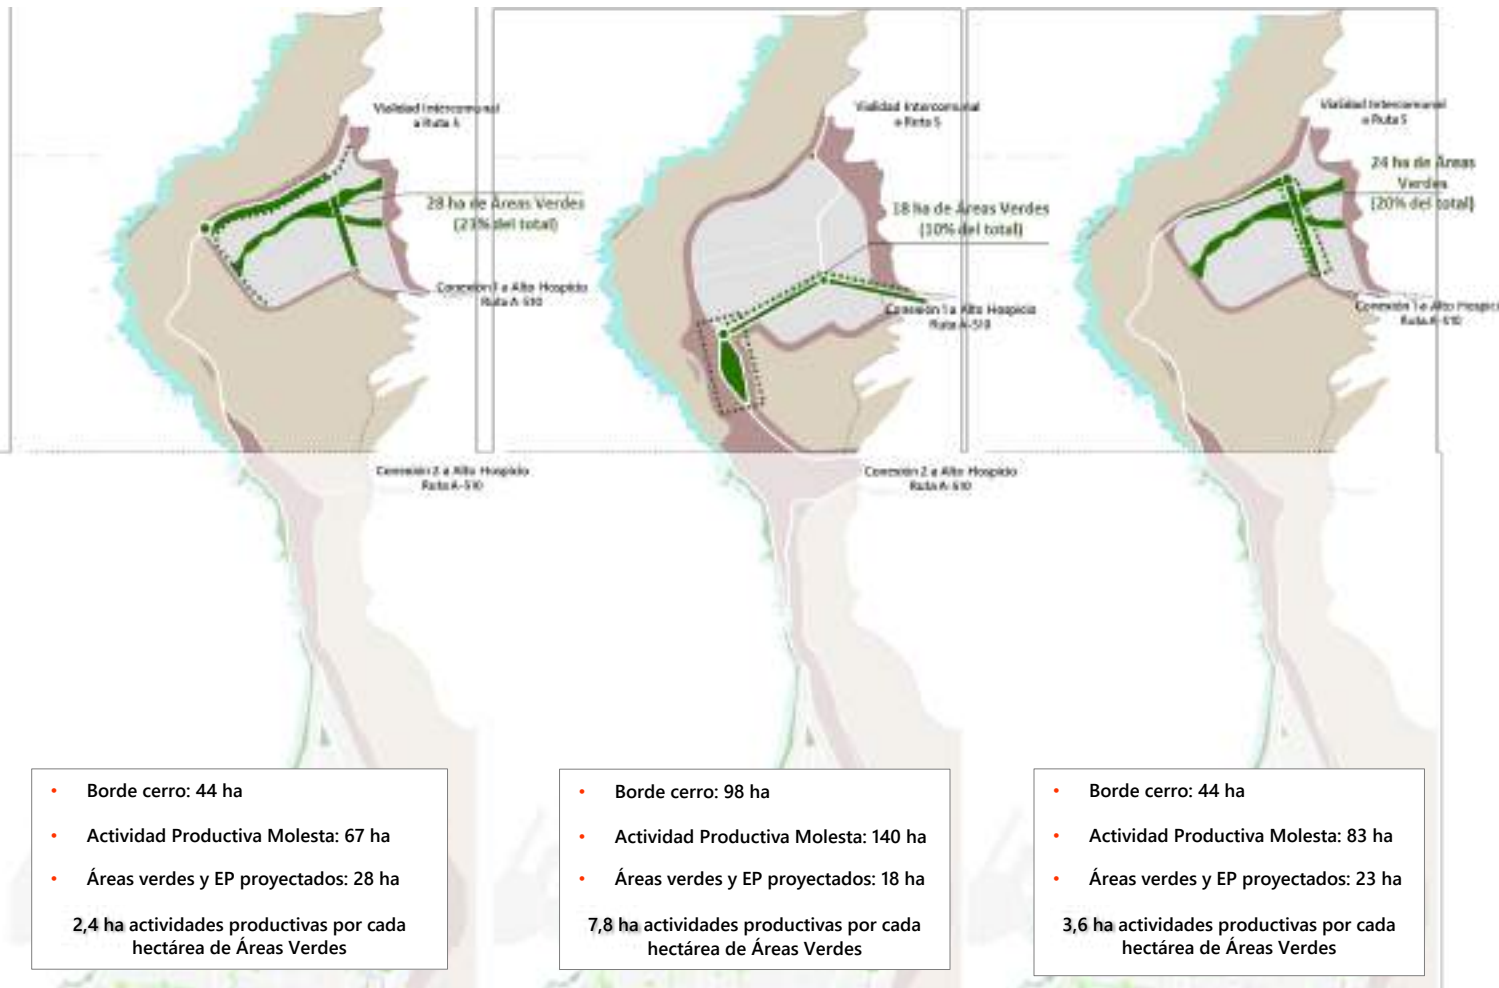 Vialidad Intercomunal
a Ruta 5
28 ha de Áreas Verdes
(23% del total)
Conexión 1 a Alto Hospicio
Ruta A-510
Conexión 2 a Alto Hospicio
Ruta A-510
• Borde cerro: 44 ha
• Actividad Productiva Molesta: 67 ha
• Áreas verdes y EP proyectados: 28 ha
2,4 ha actividades productivas por cada
hectárea de Áreas Verdes
Vialidad Intercomunal
a Ruta 5
18 ha de Áreas Verdes
(10% del total)
Conexión 1 a Alto Hospicio
Ruta A-510
Conexión 2 a Alto Hospicio
Ruta A-510
• Borde cerro: 98 ha
• Actividad Productiva Molesta: 140 ha
• Áreas verdes y EP proyectados: 18 ha
7,8 ha actividades productivas por cada
hectárea de Áreas Verdes
Vialidad Intercomunal
a Ruta 5
24 ha de Áreas
Verdes
(20% del total)
Conexión 1 a Alto Hospici
Ruta A-510
• Borde cerro: 44 ha
• Actividad Productiva Molesta: 83 ha
• Áreas verdes y EP proyectados: 23 ha
3,6 ha actividades productivas por cada
hectárea de Áreas Verdes